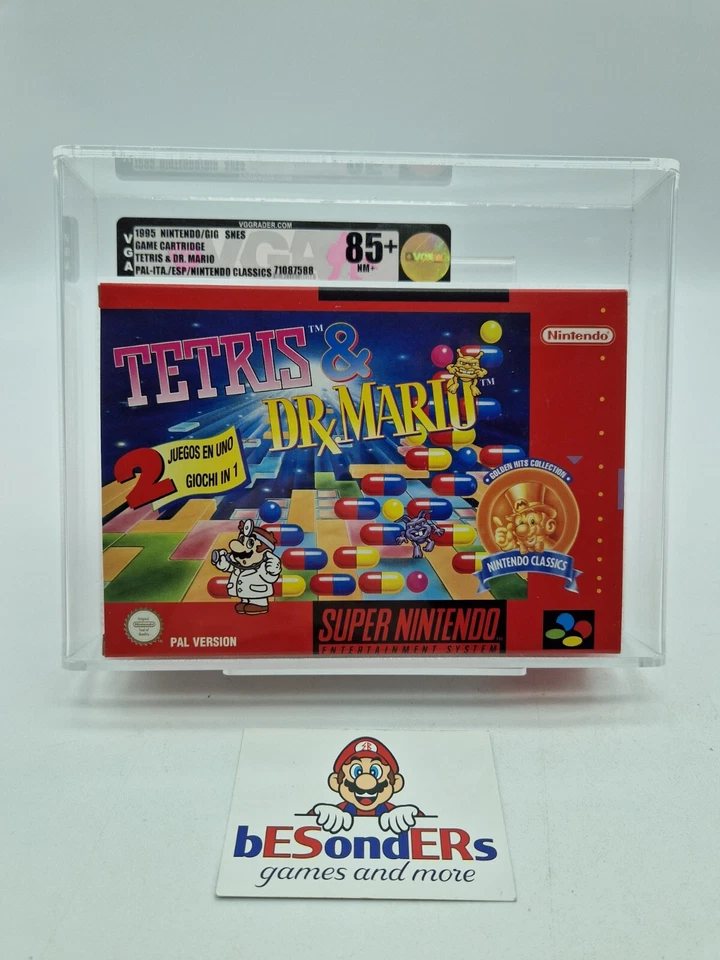 VGGRADER.COM
VGA
1995 NINTENDO/GIG SNES
GAME CARTRIDGE
TETRIS & DR. MARIO
PAL-ITA./ESP/NINTENDO CLASSICS 71087588
85+
NM+
Nintendo
TETRIS™ &
DR. MARIO™
2 JUEGOS EN UNO
GIOCHI IN 1
GOLDEN HITS COLLECTION
NINTENDO CLASSICS
PAL VERSION
SUPER NINTENDO
ENTERTAINMENT SYSTEM
bESondERs
games and more